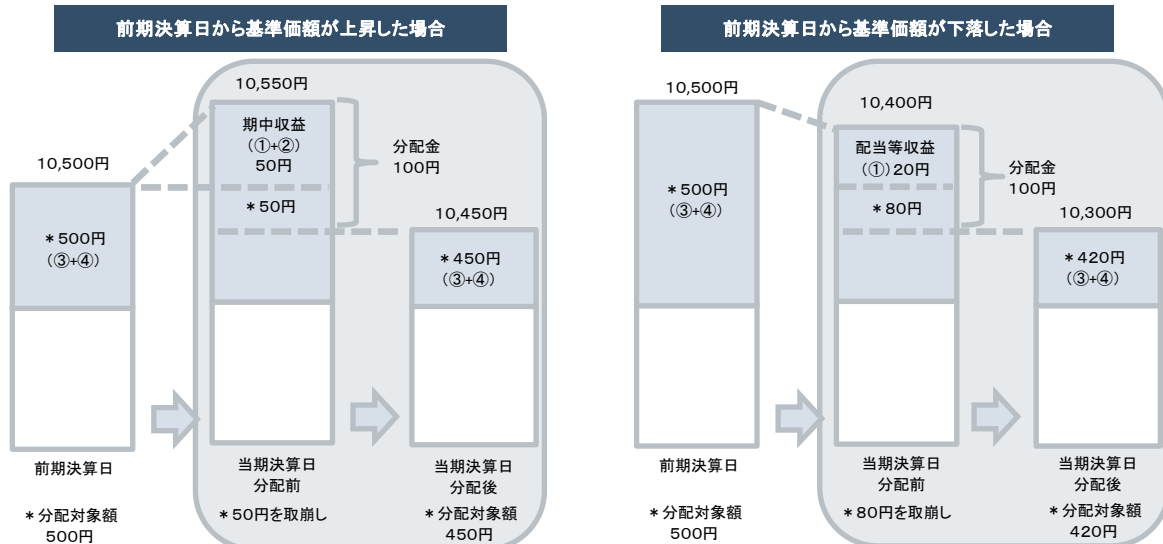 前期決算日から基準価額が上昇した場合
10,550円
10,500円
期中収益
(①+②)
50円
分配金
100円
*50円
10,450円
*500円
(③+④)
*450円
(③+④)
前期決算日
当期決算日
分配前
当期決算日
分配後
*分配対象額
500円
*50円を取崩し
*分配対象額
450円
前期決算日から基準価額が下落した場合
10,500円
10,400円
配当等収益
(①)20円
分配金
100円
*500円
(③+④)
*80円
10,300円
*420円
(③+④)
前期決算日
当期決算日
分配前
当期決算日
分配後
*分配対象額
500円
*80円を取崩し
*分配対象額
420円